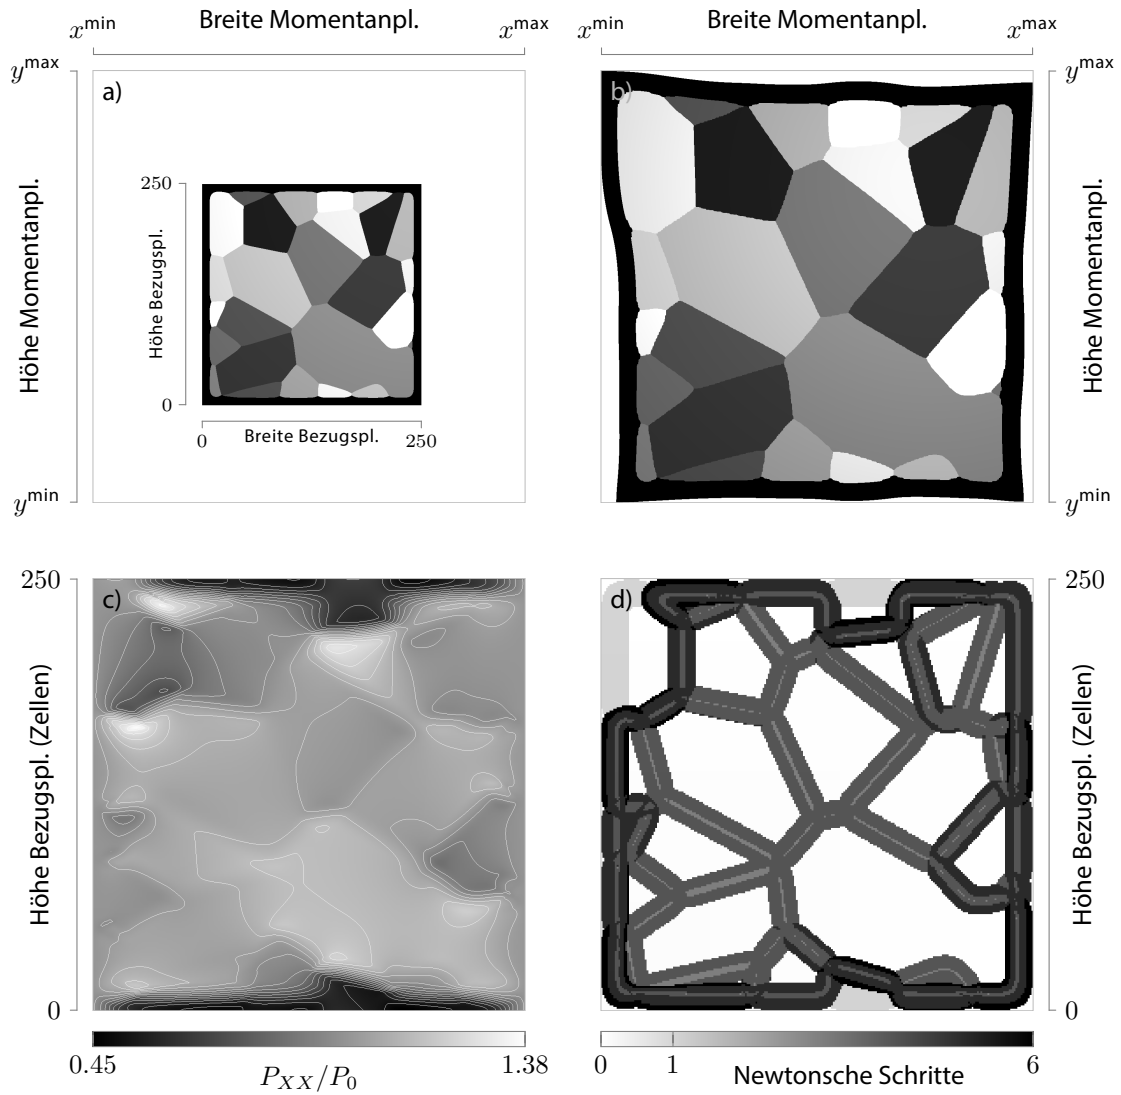 Breite Momentanpl.
x^min x^max
Breite Momentanpl.
x^min x^max
y^max
a)
b)
y^max
Höhe Momentanpl.
250
Höhe Bezugspl.
0
0 Breite Bezugspl. 250
Höhe Momentanpl.
y^min
y^min
250
c)
d)
250
Höhe Bezugspl. (Zellen)
Höhe Bezugspl. (Zellen)
0
0
0.45 1.38
P_XX/P_0
0 1 6
Newtonsche Schritte